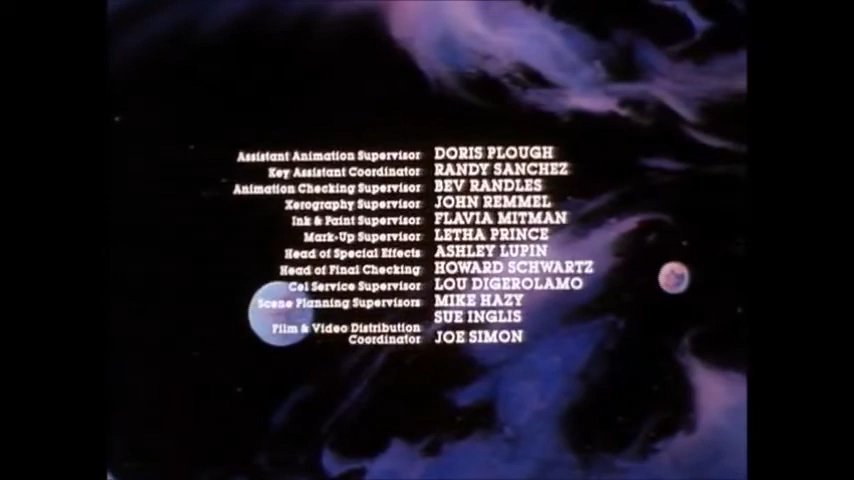 Assistant Animation Supervisor DORIS PLOUGH
Key Assistant Coordinator RANDY SANCHEZ
Animation Checking Supervisor BEV RANDLES
Xerography Supervisor JOHN REMMEL
Ink & Paint Supervisor FLAVIA MITMAN
Mark-Up Supervisor LETHA PRINCE
Head of Special Effects ASHLEY LUPIN
Head of Final Checking HOWARD SCHWARTZ
Cel Service Supervisor LOU DIGEROLAMO
Scene Planning Supervisors MIKE HAZY
SUE INGLIS
Film & Video Distribution
Coordinator JOE SIMON